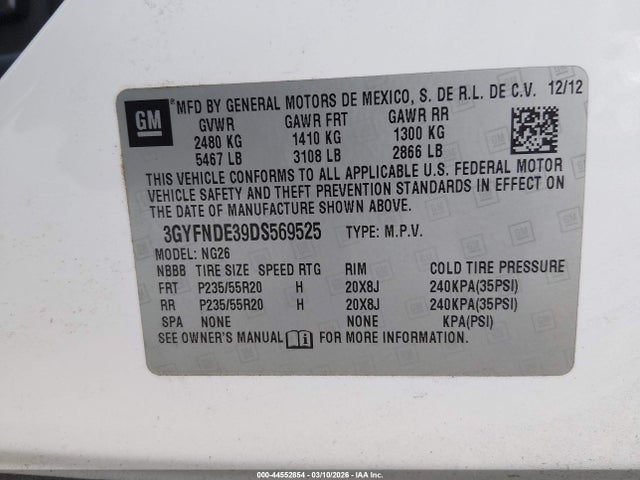 GM
*MFD BY GENERAL MOTORS DE MEXICO, S. DE R.L. DE C.V. 12/12
GVWR GAWR FRT GAWR RR
2480 KG 1410 KG 1300 KG
5467 LB 3108 LB 2866 LB
THIS VEHICLE CONFORMS TO ALL APPLICABLE U.S. FEDERAL MOTOR
VEHICLE SAFETY AND THEFT PREVENTION STANDARDS IN EFFECT ON
THE DATE OF MANUFACTURE SHOWN ABOVE.
3GYFNDE39DS569525 TYPE: M.P.V.
MODEL: NG26
NBBB TIRE SIZE SPEED RTG RIM COLD TIRE PRESSURE
FRT P235/55R20 H 20X8J 240KPA(35PSI)
RR P235/55R20 H 20X8J 240KPA(35PSI)
SPA NONE NONE KPA(PSI)
SEE OWNER'S MANUAL FOR MORE INFORMATION.
000-44552854 - 03/10/2026 - IAA Inc.